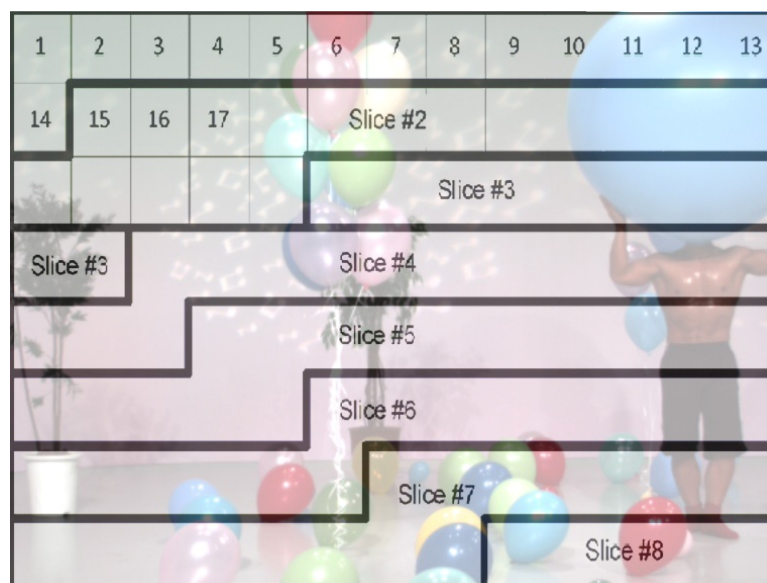 1 2 3 4 5 6 7 8 9 10 11 12 13
14 15 16 17 Slice #2
Slice #3
Slice #3 Slice #4
Slice #5
Slice #6
Slice #7
Slice #8